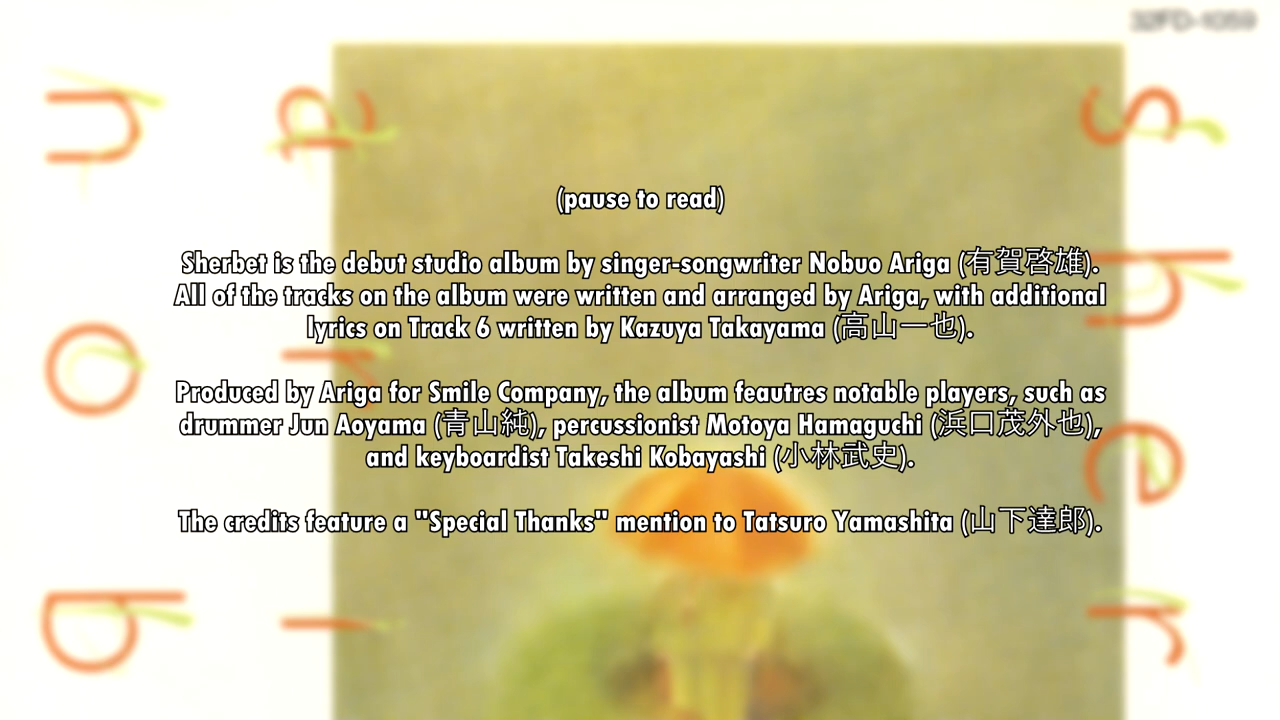 32FD-1059
(pause to read)
Sherbet is the debut studio album by singer-songwriter Nobuo Ariga (有賀啓雄).
All of the tracks on the album were written and arranged by Ariga, with additional
lyrics on Track 6 written by Kazuya Takayama (高山一也).
Produced by Ariga for Smile Company, the album feautres notable players, such as
drummer Jun Aoyama (青山純), percussionist Motoya Hamaguchi (浜口茂外也),
and keyboardist Takeshi Kobayashi (小林武史).
The credits feature a "Special Thanks" mention to Tatsuro Yamashita (山下達郎).